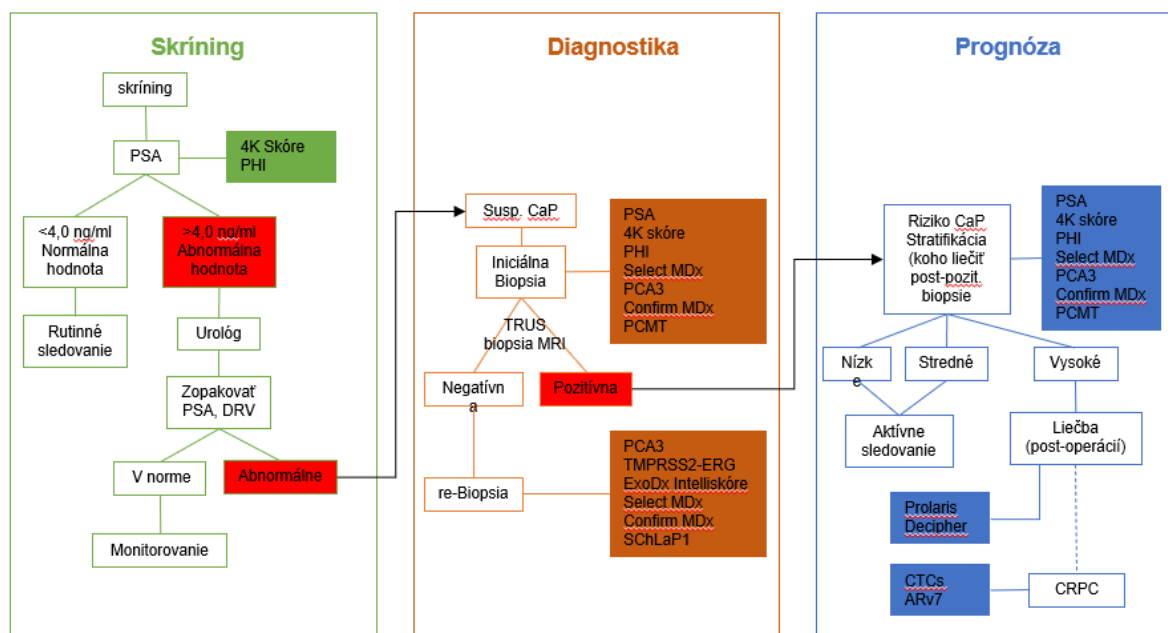 Skríning
skríning
PSA
4K Skóre
PHI
<4,0 ng/ml
Normálna
hodnota
>4,0 no/ml
Abnormálna
hodnota
Rutinné
sledovanie
Urológ
Zopakovať
PSA, DRV
V norme
Abnormálne
Monitorovanie
Diagnostika
Susp. CaP
Iniciálna
Biopsia
PSA
4K skóre
PHI
Select MDx
PCA3
Confirm MDx
PCMT
TRUS
biopsia MRI
Negatívn
a
Pozitívna
re-Biopsia
PCA3
TMPRSS2-ERG
ExoDx Intelliskóre
Select MDx
Confirm MDx
SChLaP1
Prognóza
Riziko CaP
Stratifikácia
(koho liečiť
post-pozit.
biopsie
PSA
4K skóre
PHI
Select MDx
PCA3
Confirm MDx
PCMT
Nízk
e
Stredné
Vysoké
Aktívne
sledovanie
Liečba
(post-operácií)
Prolaris
Decipher
CTCs
ARv7
CRPC